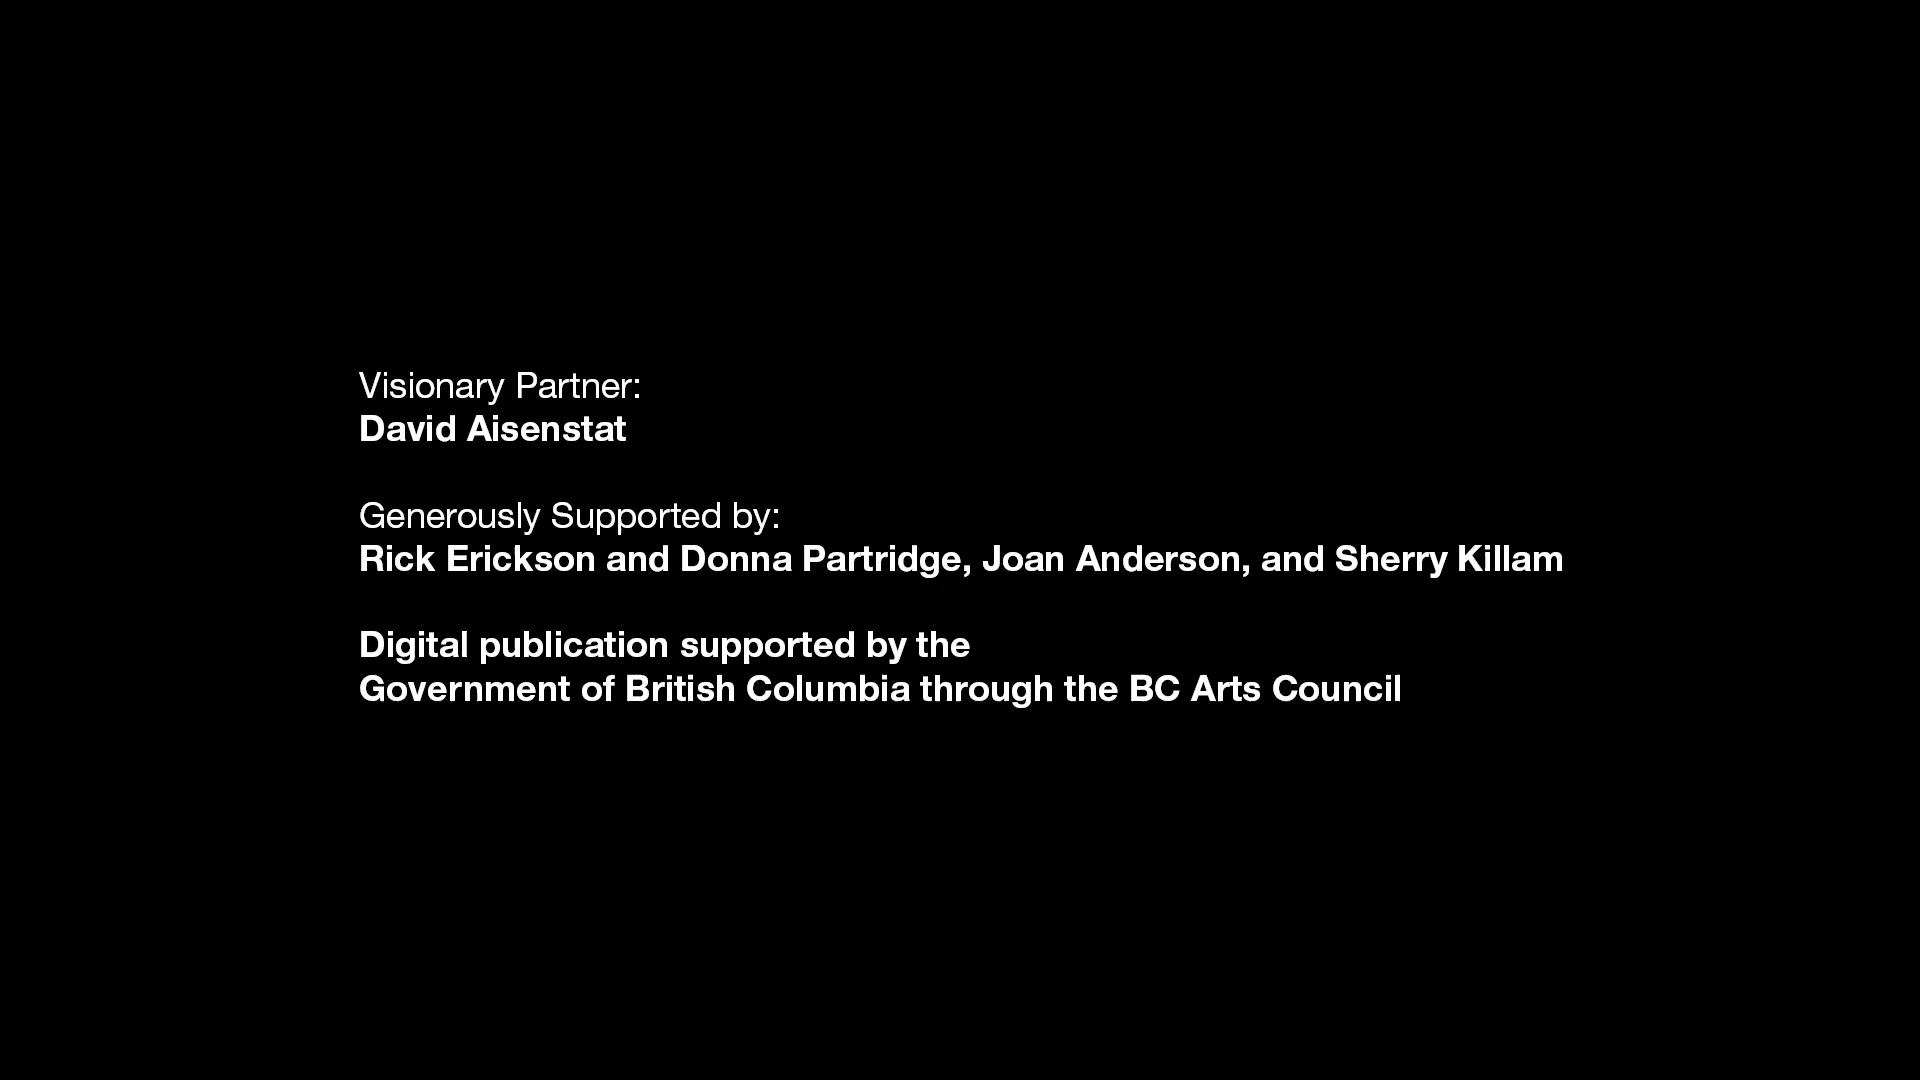 Visionary Partner:
David Aisenstat
Generously Supported by:
Rick Erickson and Donna Partridge, Joan Anderson, and Sherry Killam
Digital publication supported by the
Government of British Columbia through the BC Arts Council